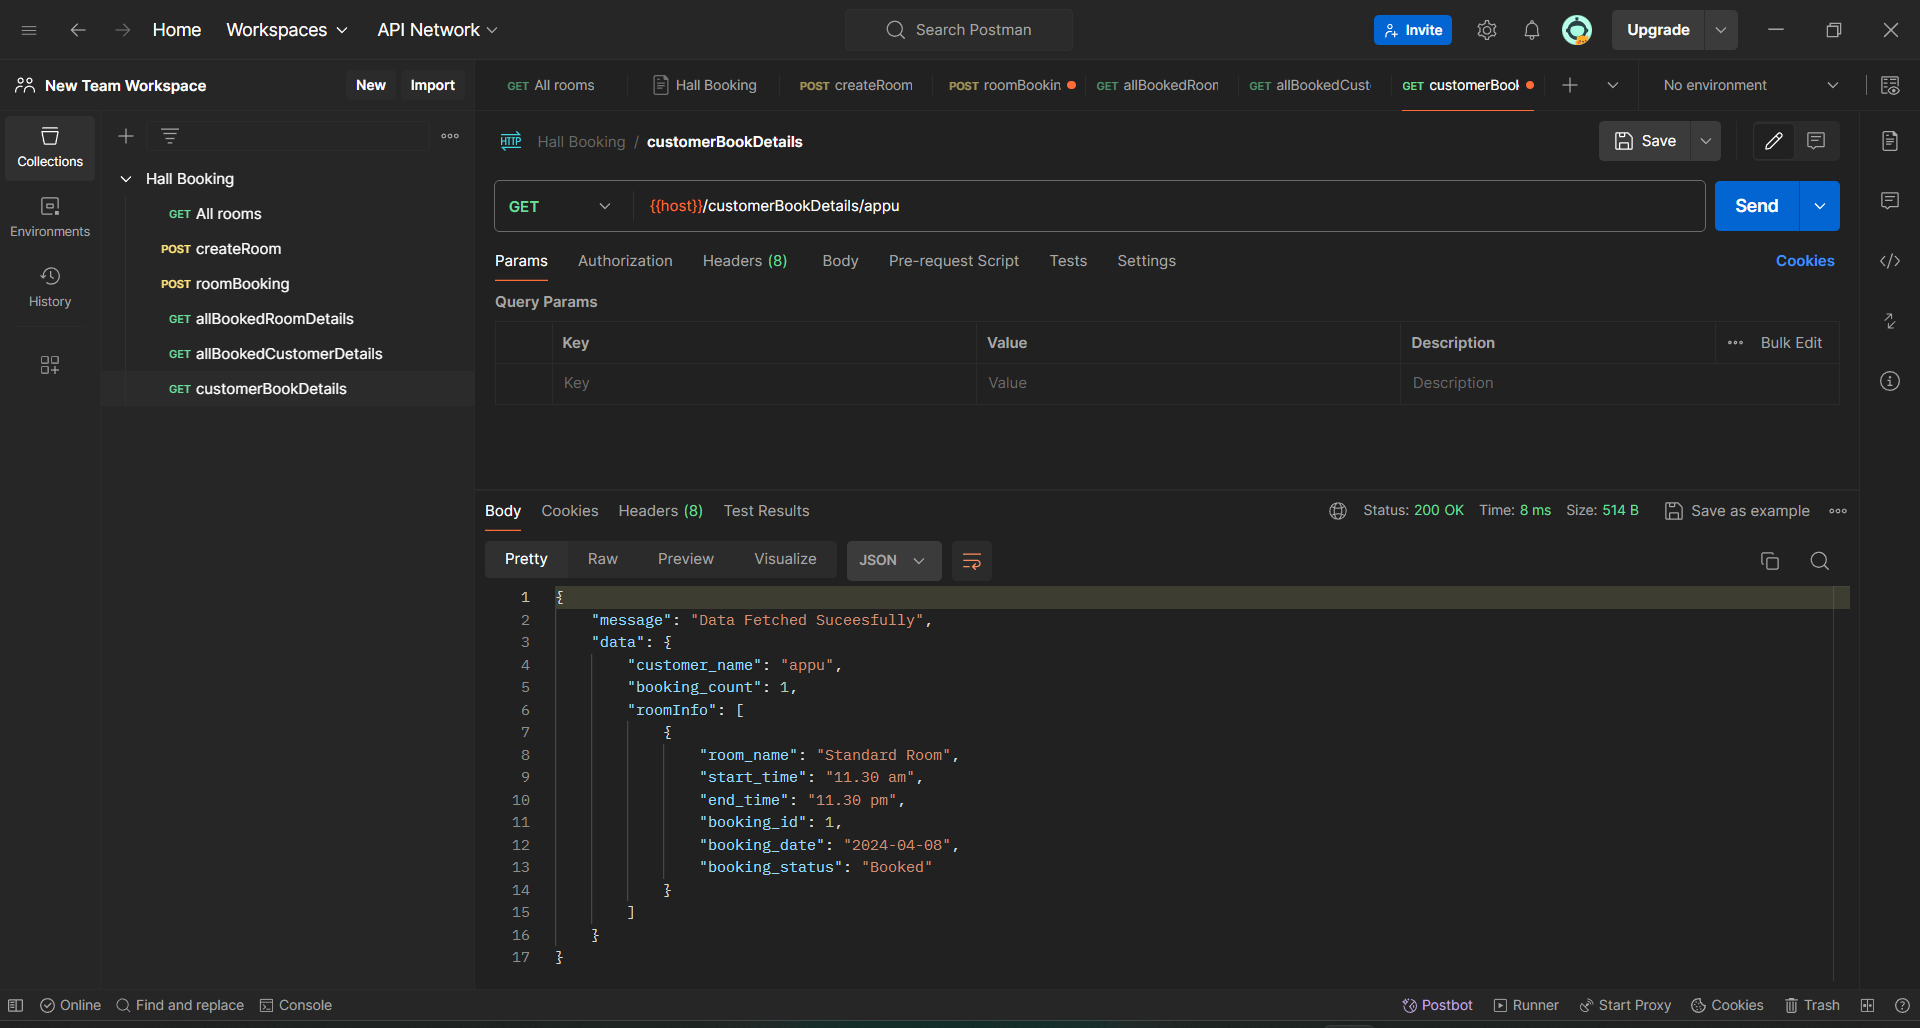 Home Workspaces API Network Search Postman Invite Upgrade
New Team Workspace New Import GET All rooms Hall Booking POST createRoom POST roomBookin GET allBookedRoon GET allBookedCust GET customerBook No environment
Collections
Environments
History
Hall Booking
GET All rooms
POST createRoom
POST roomBooking
GET allBookedRoomDetails
GET allBookedCustomerDetails
GET customerBookDetails
HTTP Hall Booking / customerBookDetails Save
GET {{host}}/customerBookDetails/appu Send
Params Authorization Headers (8) Body Pre-request Script Tests Settings Cookies
Query Params
Key Value Description Bulk Edit
Key Value Description
Body Cookies Headers (8) Test Results Status: 200 OK Time: 8 ms Size: 514 B Save as example
Pretty Raw Preview Visualize JSON
1 {
2 "message": "Data Fetched Suceesfully",
3 "data": {
4 "customer_name": "appu",
5 "booking_count": 1,
6 "roomInfo": [
7 {
8 "room_name": "Standard Room",
9 "start_time": "11.30 am",
10 "end_time": "11.30 pm",
11 "booking_id": 1,
12 "booking_date": "2024-04-08",
13 "booking_status": "Booked"
14 }
15 ]
16 }
17 }
Online Find and replace Console Postbot Runner Start Proxy Cookies Trash